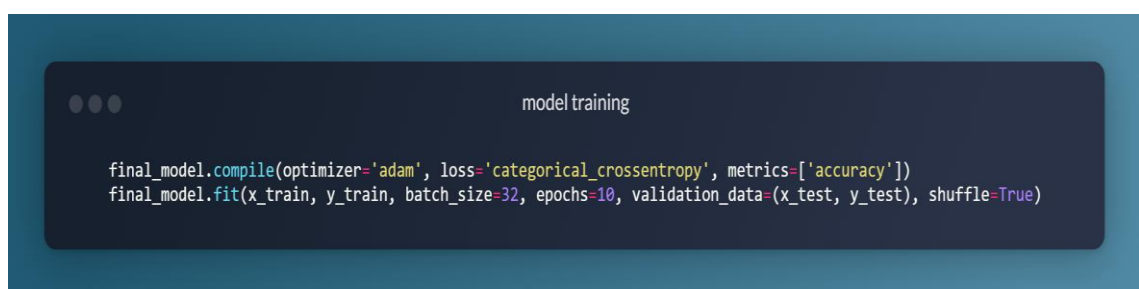 model training
final_model.compile(optimizer='adam', loss='categorical_crossentropy', metrics=['accuracy'])
final_model.fit(x_train, y_train, batch_size=32, epochs=10, validation_data=(x_test, y_test), shuffle=True)